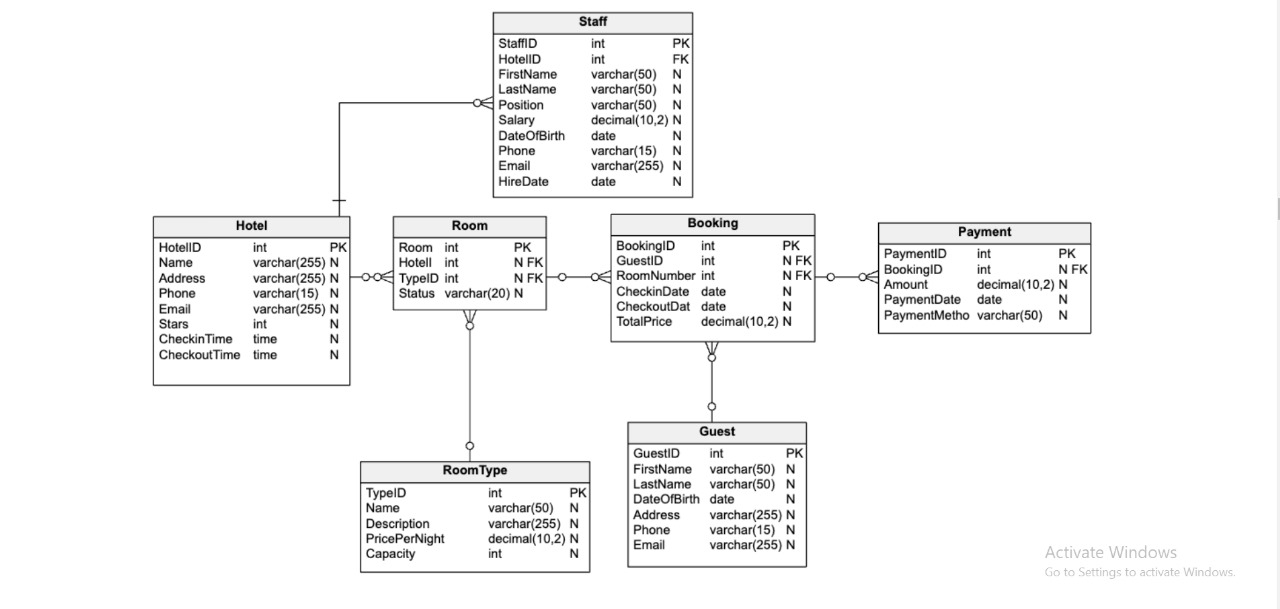 Staff
StaffID int PK
HotelID int FK
FirstName varchar(50) N
LastName varchar(50) N
Position varchar(50) N
Salary decimal(10,2) N
DateOfBirth date N
Phone varchar(15) N
Email varchar(255) N
HireDate date N
Hotel
HotelID int PK
Name varchar(255) N
Address varchar(255) N
Phone varchar(15) N
Email varchar(255) N
Stars int N
CheckinTime time N
CheckoutTime time N
Room
Room int PK
HotelI int N FK
TypeID int N FK
Status varchar(20) N
Booking
BookingID int PK
GuestID int N FK
RoomNumber int N FK
CheckinDate date N
CheckoutDat date N
TotalPrice decimal(10,2) N
Payment
PaymentID int PK
BookingID int N FK
Amount decimal(10,2) N
PaymentDate date N
PaymentMetho varchar(50) N
RoomType
TypeID int PK
Name varchar(50) N
Description varchar(255) N
PricePerNight decimal(10,2) N
Capacity int N
Guest
GuestID int PK
FirstName varchar(50) N
LastName varchar(50) N
DateOfBirth date N
Address varchar(255) N
Phone varchar(15) N
Email varchar(255) N
Activate Windows
Go to Settings to activate Windows.